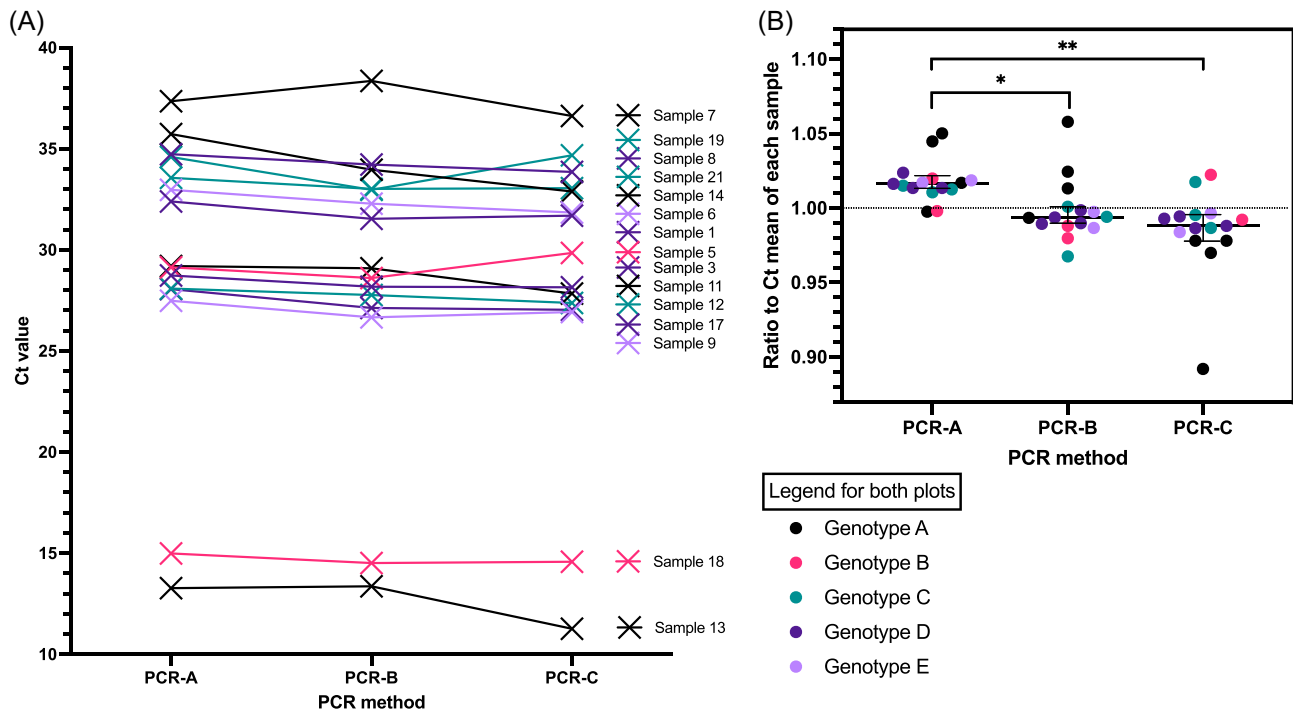 (A)
40
35
30
25
20
15
10
Ct value
PCR-A
PCR-B
PCR-C
PCR method
Sample 7
Sample 19
Sample 8
Sample 21
Sample 14
Sample 6
Sample 1
Sample 5
Sample 3
Sample 11
Sample 12
Sample 17
Sample 9
Sample 18
Sample 13
(B)
**
*
1.10
1.05
1.00
0.95
0.90
Ratio to Ct mean of each sample
PCR-A
PCR-B
PCR-C
PCR method
Legend for both plots
Genotype A
Genotype B
Genotype C
Genotype D
Genotype E